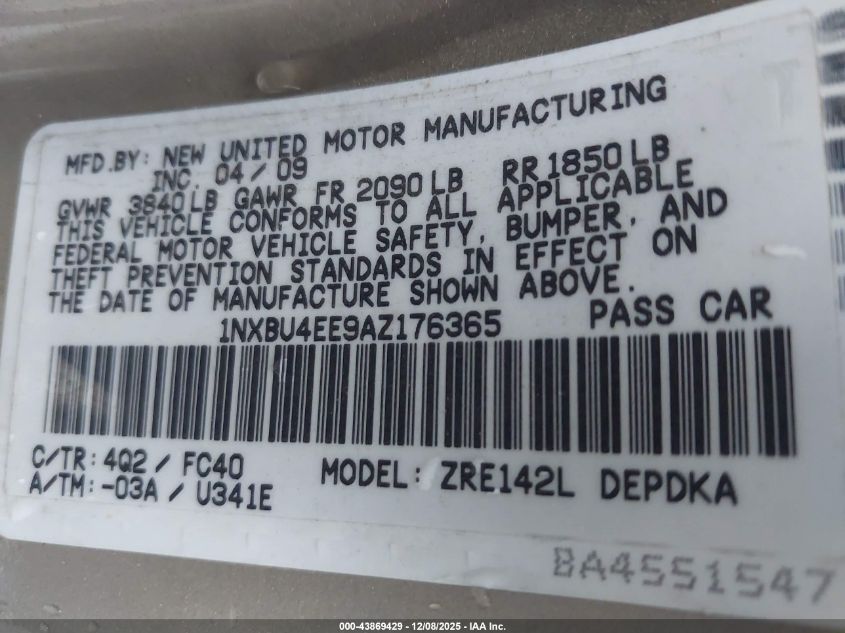 MFD.BY: NEW UNITED MOTOR MANUFACTURING
INC. 04/09
GVWR 3840LB GAWR FR 2090LB RR 1850LB
THIS VEHICLE CONFORMS TO ALL APPLICABLE
FEDERAL MOTOR VEHICLE SAFETY, BUMPER, AND
THEFT PREVENTION STANDARDS IN EFFECT ON
THE DATE OF MANUFACTURE SHOWN ABOVE.
1NXBU4EE9AZ176365 PASS CAR
C/TR: 4Q2 / FC40
A/TM: -03A / U341E
MODEL: ZRE142L DEPDKA
BA4551547
000-43869429 - 12/08/2025 - IAA Inc.